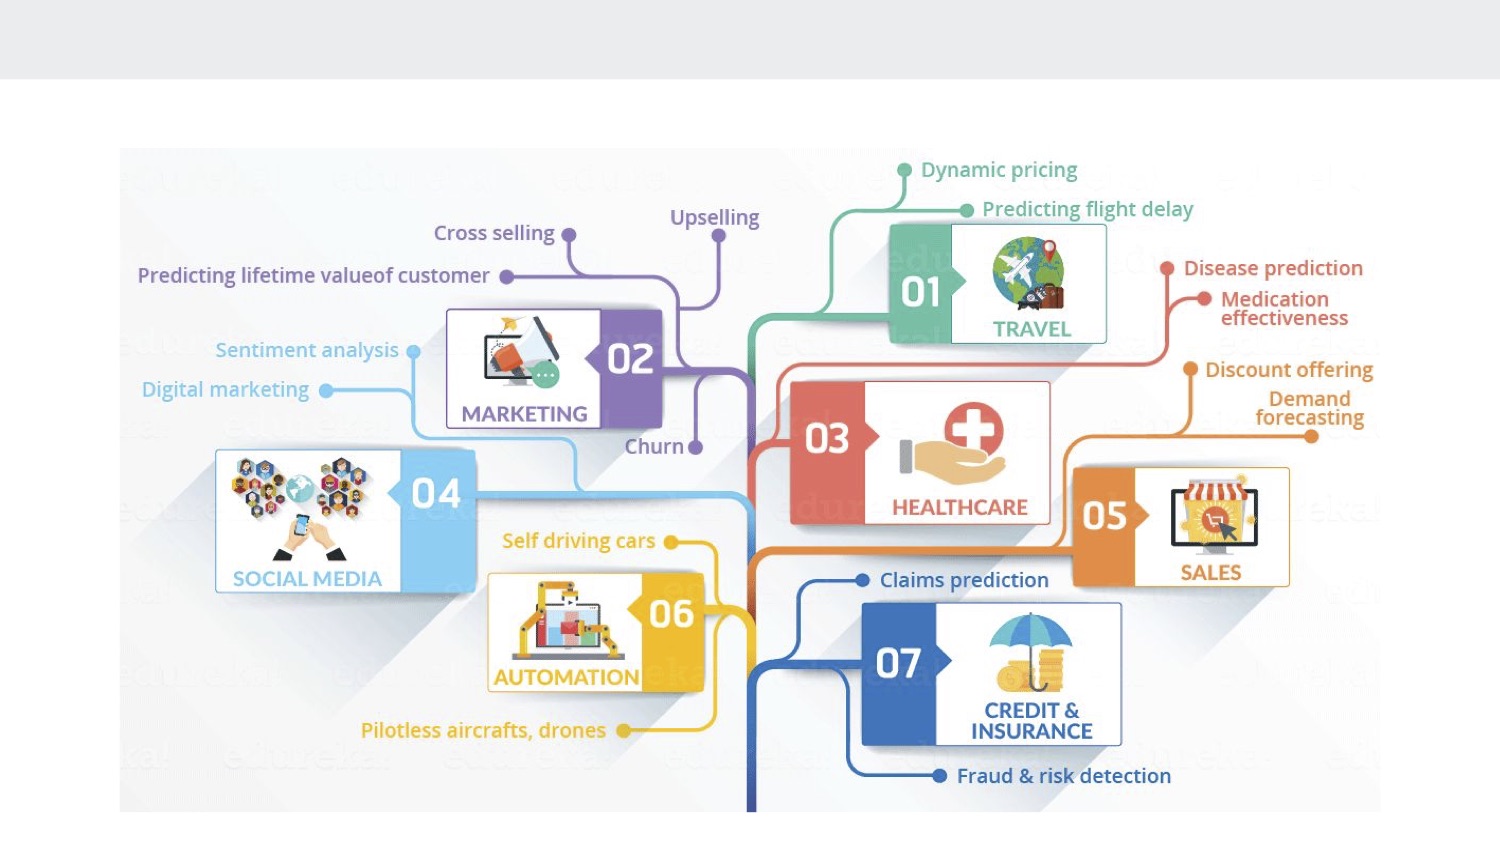 Dynamic pricing
Predicting flight delay
01
TRAVEL
Cross selling
Upselling
Predicting lifetime valueof customer
02
MARKETING
Churn
Disease prediction
Medication
effectiveness
03
HEALTHCARE
Sentiment analysis
Digital marketing
04
SOCIAL MEDIA
Discount offering
Demand
forecasting
05
SALES
Self driving cars
06
AUTOMATION
Pilotless aircrafts, drones
Claims prediction
07
CREDIT &
INSURANCE
Fraud & risk detection
edureka!